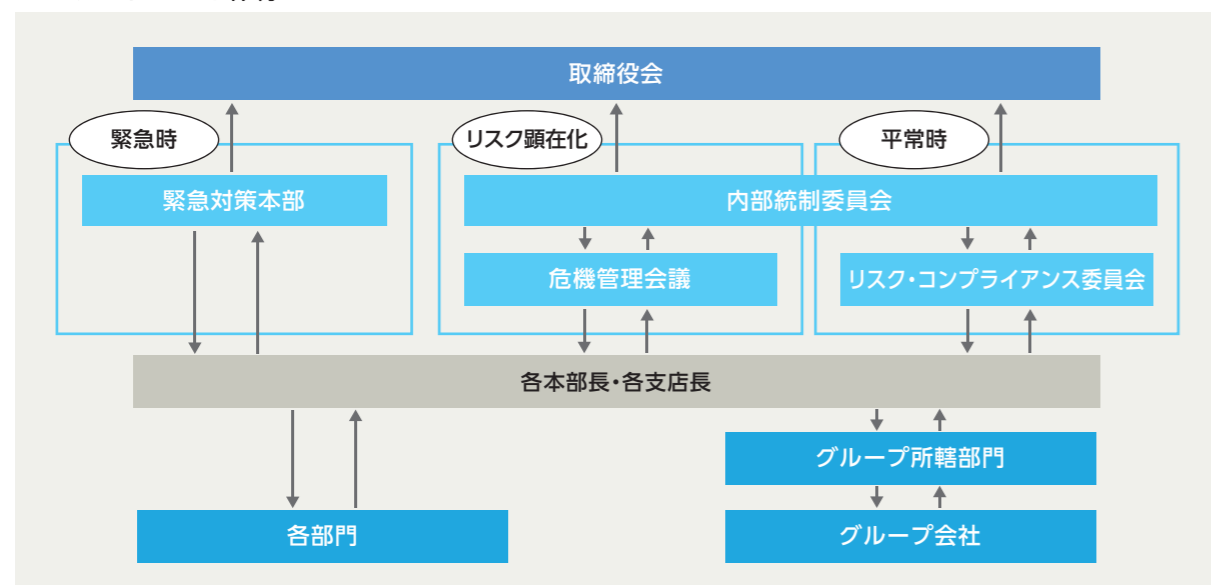 取締役会
緊急時
リスク顕在化
平常時
緊急対策本部
内部統制委員会
危機管理会議
リスク・コンプライアンス委員会
各本部長・各支店長
グループ所轄部門
各部門
グループ会社